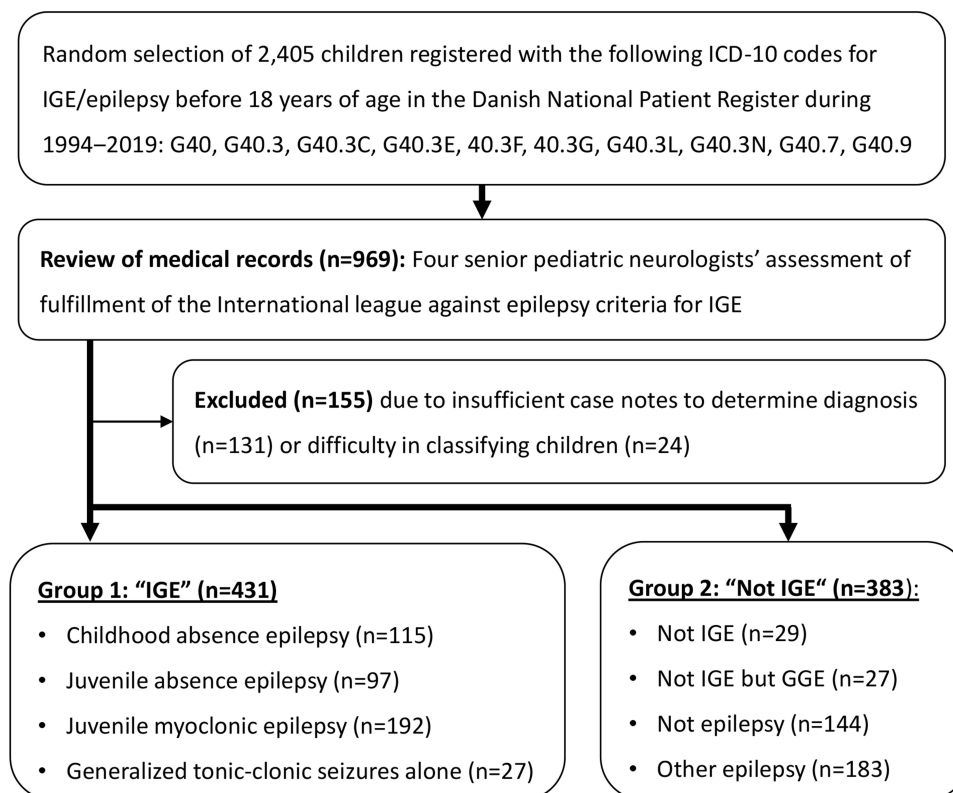 Random selection of 2,405 children registered with the following ICD-10 codes for
IGE/epilepsy before 18 years of age in the Danish National Patient Register during
1994–2019: G40, G40.3, G40.3C, G40.3E, 40.3F, 40.3G, G40.3L, G40.3N, G40.7, G40.9
Review of medical records (n=969): Four senior pediatric neurologists’ assessment of
fulfillment of the International league against epilepsy criteria for IGE
Excluded (n=155) due to insufficient case notes to determine diagnosis
(n=131) or difficulty in classifying children (n=24)
Group 1: “IGE” (n=431)
• Childhood absence epilepsy (n=115)
• Juvenile absence epilepsy (n=97)
• Juvenile myoclonic epilepsy (n=192)
• Generalized tonic-clonic seizures alone (n=27)
Group 2: “Not IGE“ (n=383):
• Not IGE (n=29)
• Not IGE but GGE (n=27)
• Not epilepsy (n=144)
• Other epilepsy (n=183)